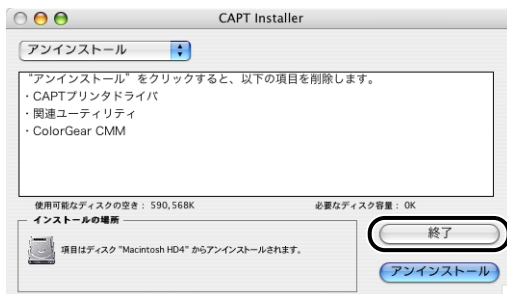 CAPT Installer
アンインストール
"アンインストール" をクリックすると、以下の項目を削除します。
・CAPTプリンタドライバ
・関連ユーティリティ
・ColorGear CMM
使用可能なディスクの空き： 590,568K
必要なディスク容量： 0K
インストールの場所
項目はディスク "Macintosh HD4" からアンインストールされます。
終了
アンインストール